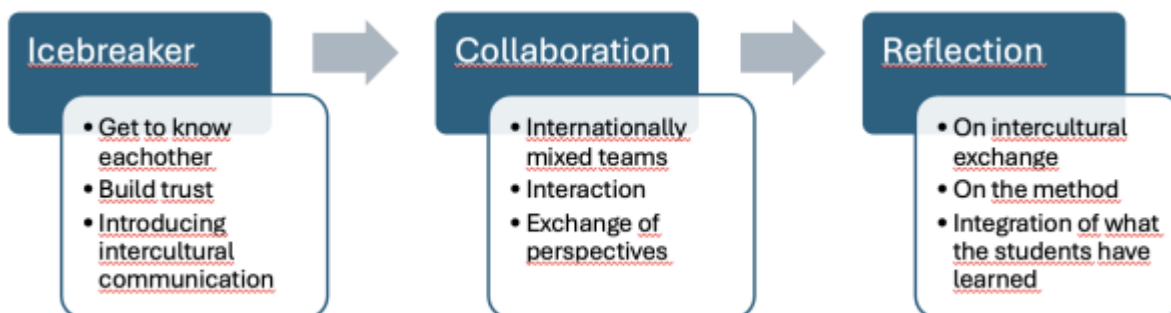 Icebreaker
• Get to know
eachother
• Build trust
• Introducing
intercultural
communication
Collaboration
• Internationally
mixed teams
• Interaction
• Exchange of
perspectives
Reflection
• On intercultural
exchange
• On the method
• Integration of what
the students have
learned